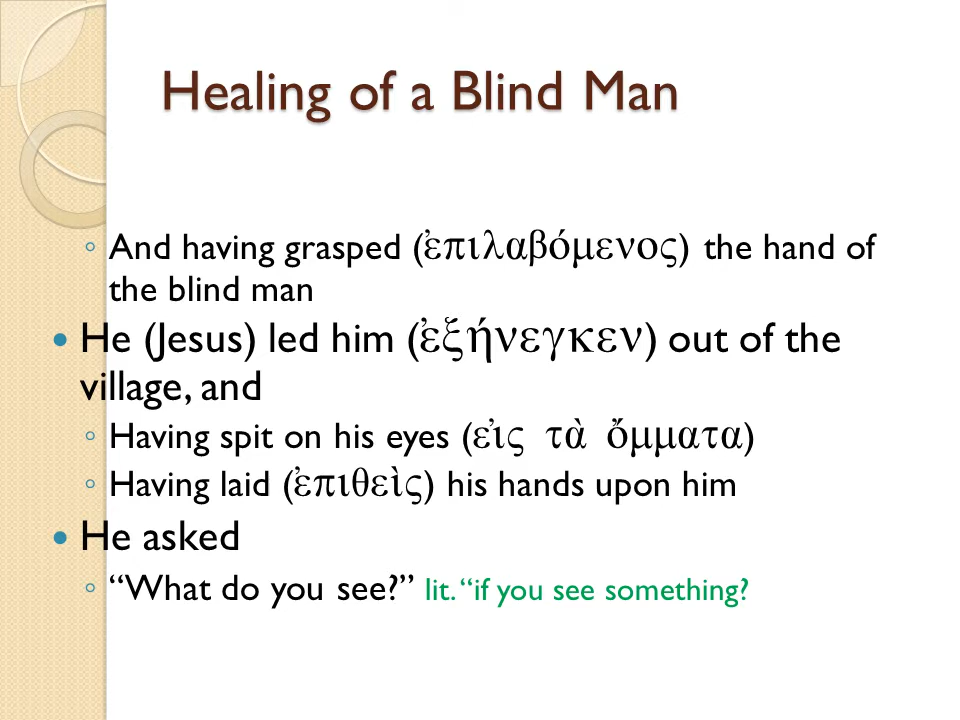 Healing of a Blind Man
◦ And having grasped (ἐπιλαβόμενος) the hand of
the blind man
• He (Jesus) led him (ἐξήνεγκεν) out of the
village, and
◦ Having spit on his eyes (εἰς τὰ ὄμματα)
◦ Having laid (ἐπιθεὶς) his hands upon him
• He asked
◦ “What do you see?” lit. “if you see something?